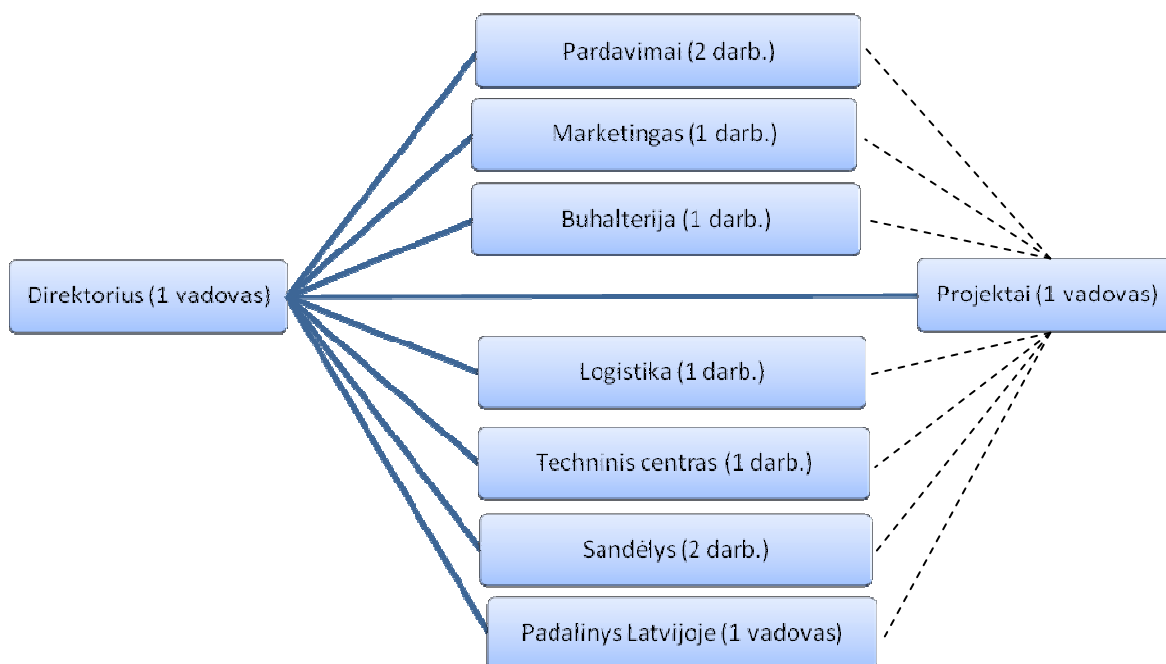 Pardavimai (2 darb.)
Marketingas (1 darb.)
Buhalterija (1 darb.)
Direktorius (1 vadovas)
Projektai (1 vadovas)
Logistika (1 darb.)
Techninis centras (1 darb.)
Sandėlys (2 darb.)
Padalinys Latvijoje (1 vadovas)